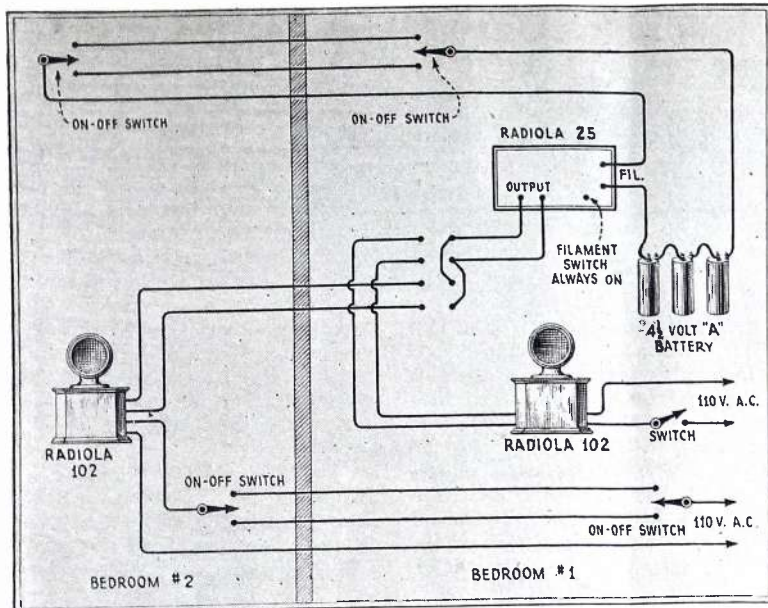 ON-OFF SWITCH
ON-OFF SWITCH
RADIOLA 25
FIL.
OUTPUT
FILAMENT
SWITCH
ALWAYS ON
4½ VOLT "A"
BATTERY
110 V. A.C.
SWITCH
RADIOLA
102
RADIOLA 102
ON-OFF SWITCH
ON-OFF SWITCH
110 V. A.C.
BEDROOM #2
BEDROOM #1